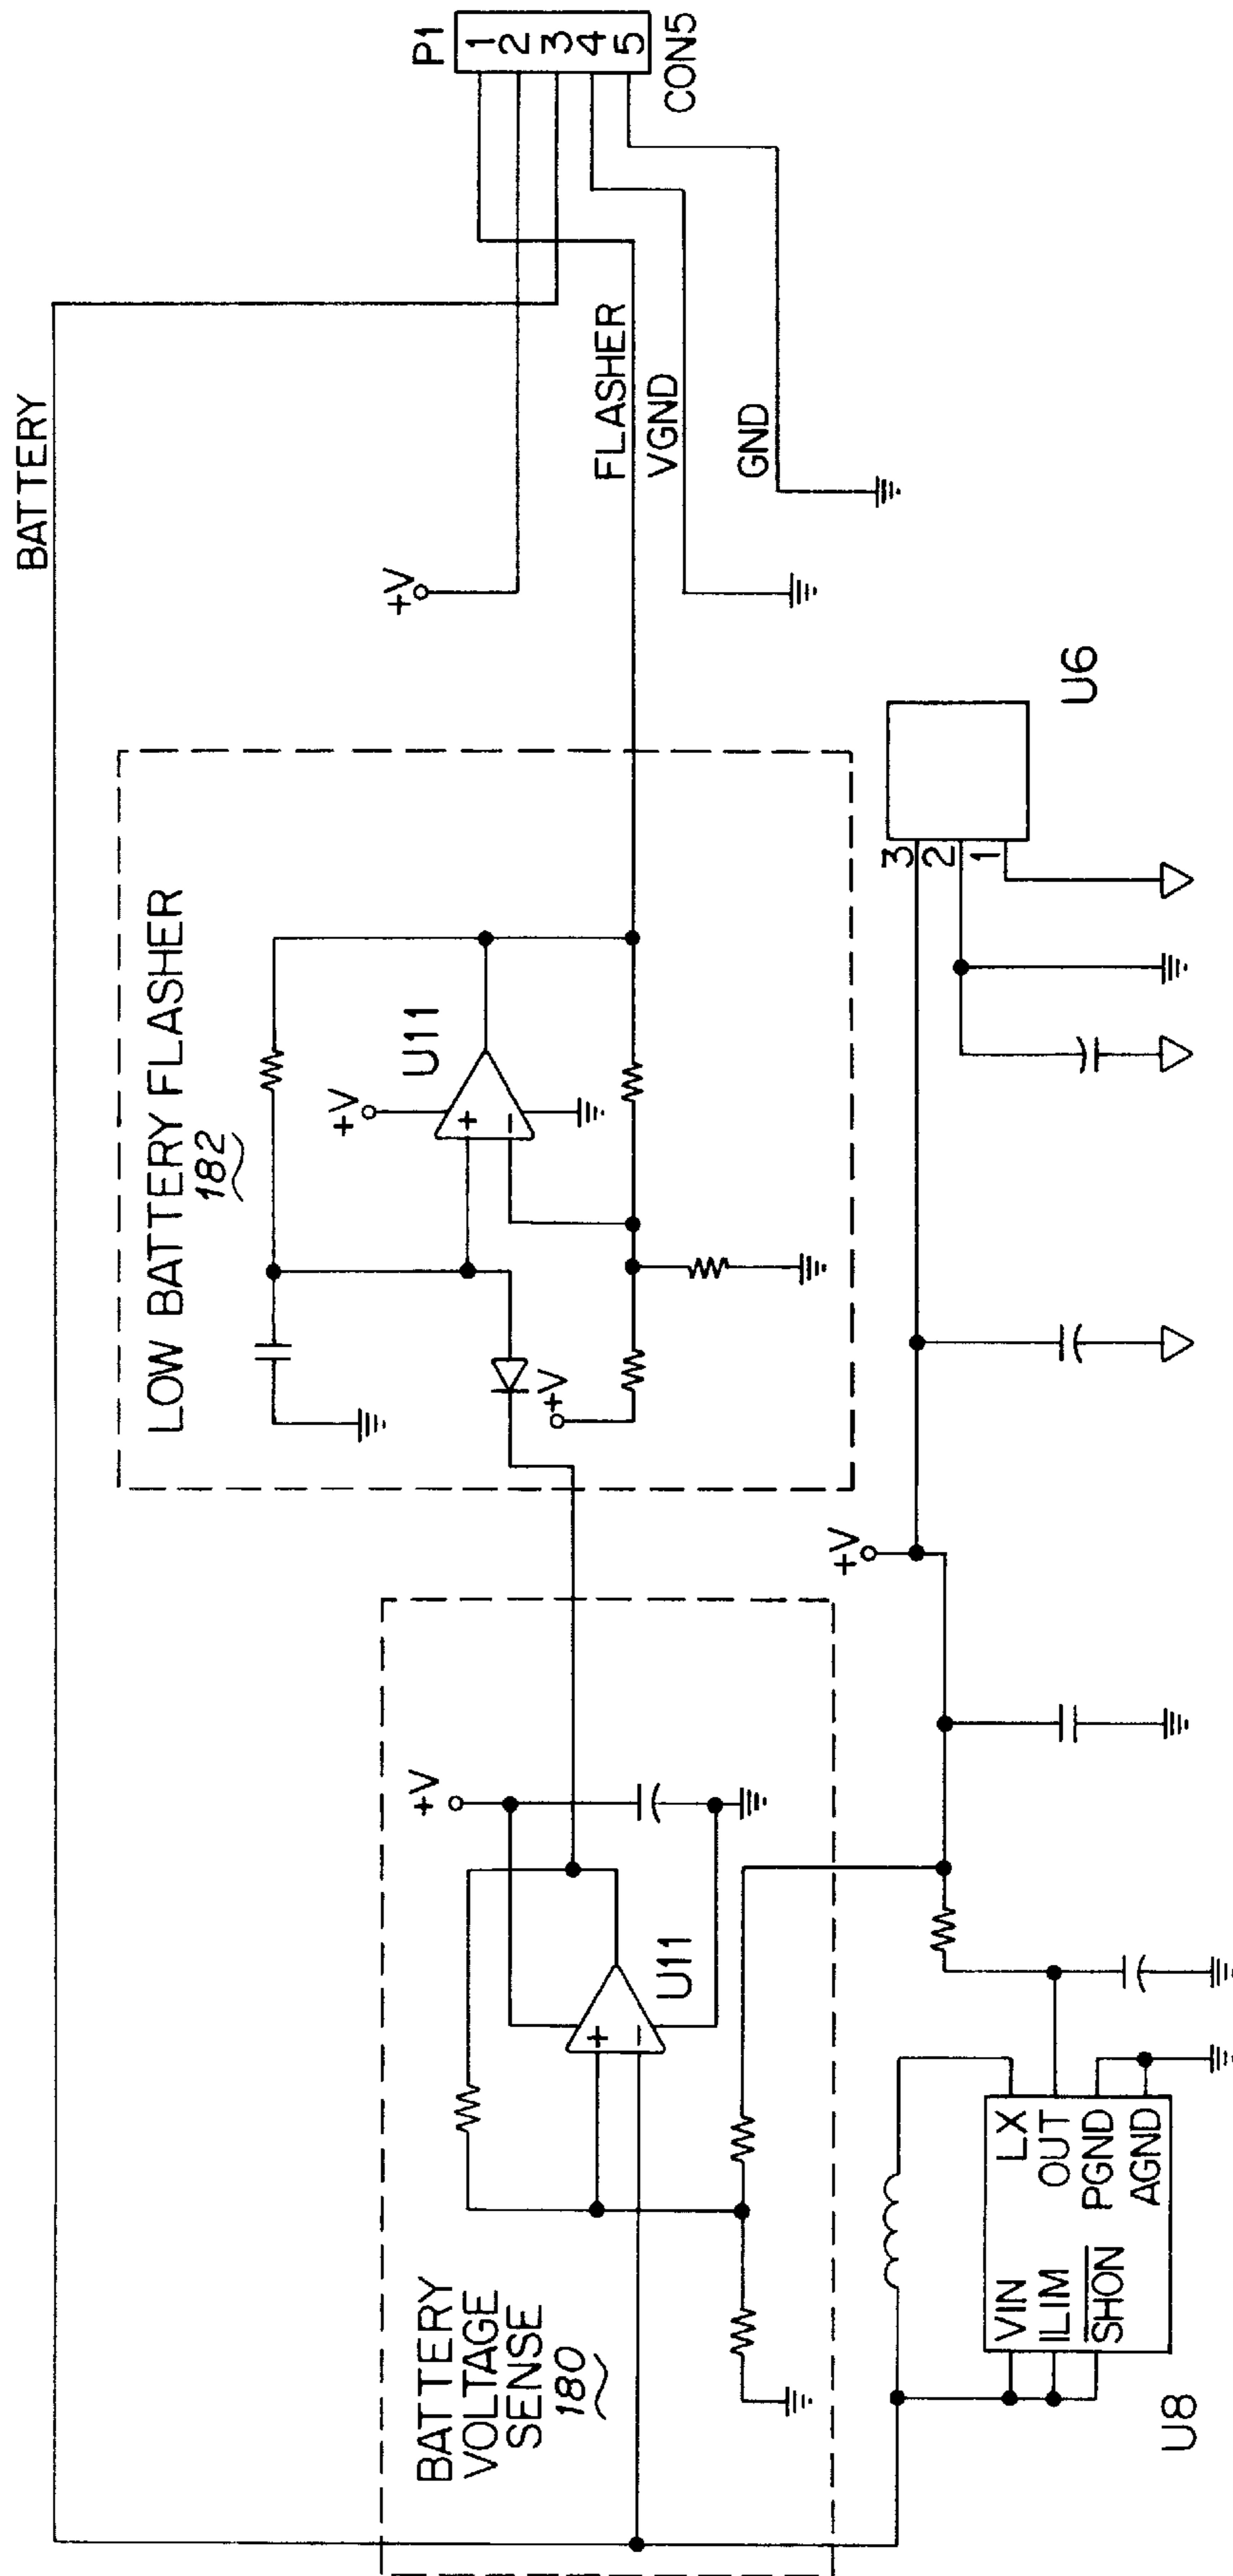 BATTERY
P1
1
2
3
4
5
CON5
+V
FLASHER
VGND
GND
LOW BATTERY FLASHER
182
+V
U11
+
−
+V
U6
3
2
1
+V
BATTERY
VOLTAGE
SENSE
180
+V
U11
+
−
U8
VIN
ILIM
SHON
LX
OUT
PGND
AGND